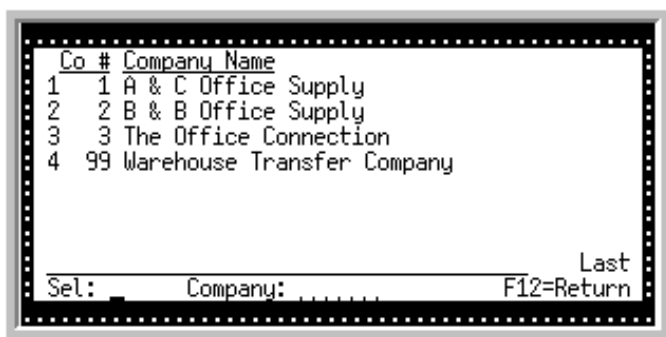 Co # Company Name
1 1 A & C Office Supply
2 2 B & B Office Supply
3 3 The Office Connection
4 99 Warehouse Transfer Company
Last
Sel: Company: F12=Return